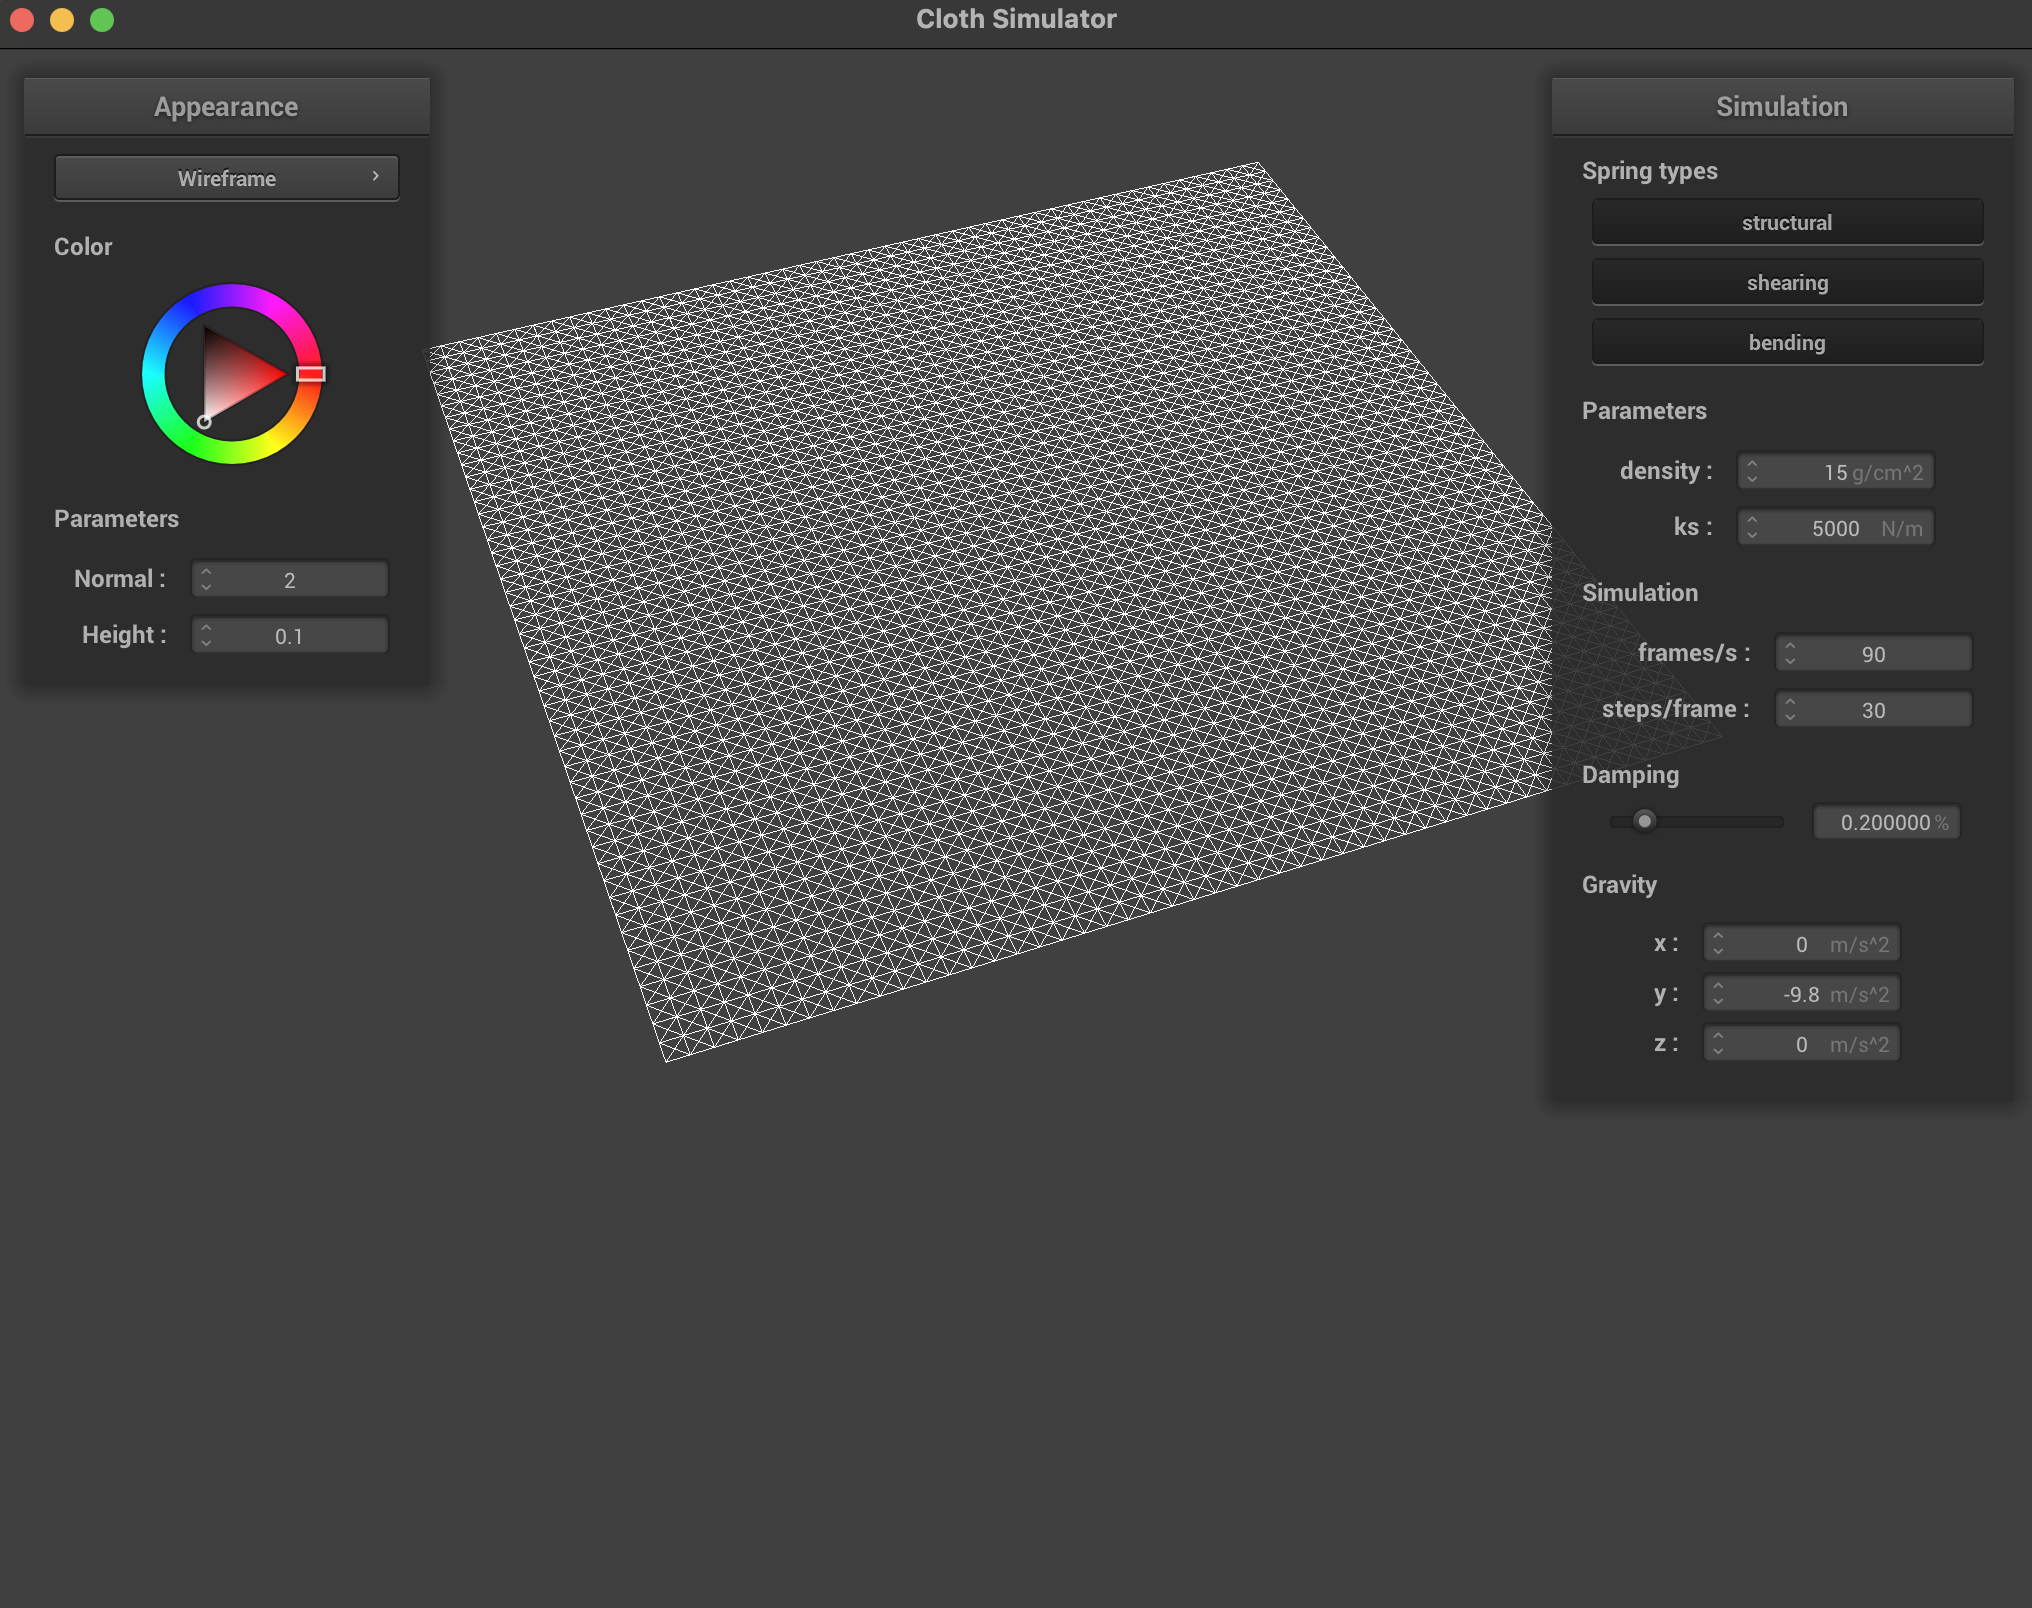 Cloth Simulator
Appearance
Wireframe
Color
Parameters
Normal : 2
Height : 0.1
Simulation
Spring types
structural
shearing
bending
Parameters
density : 15 g/cm^2
ks : 5000 N/m
Simulation
frames/s : 90
steps/frame : 30
Damping
0.200000 %
Gravity
x : 0 m/s^2
y : -9.8 m/s^2
z : 0 m/s^2